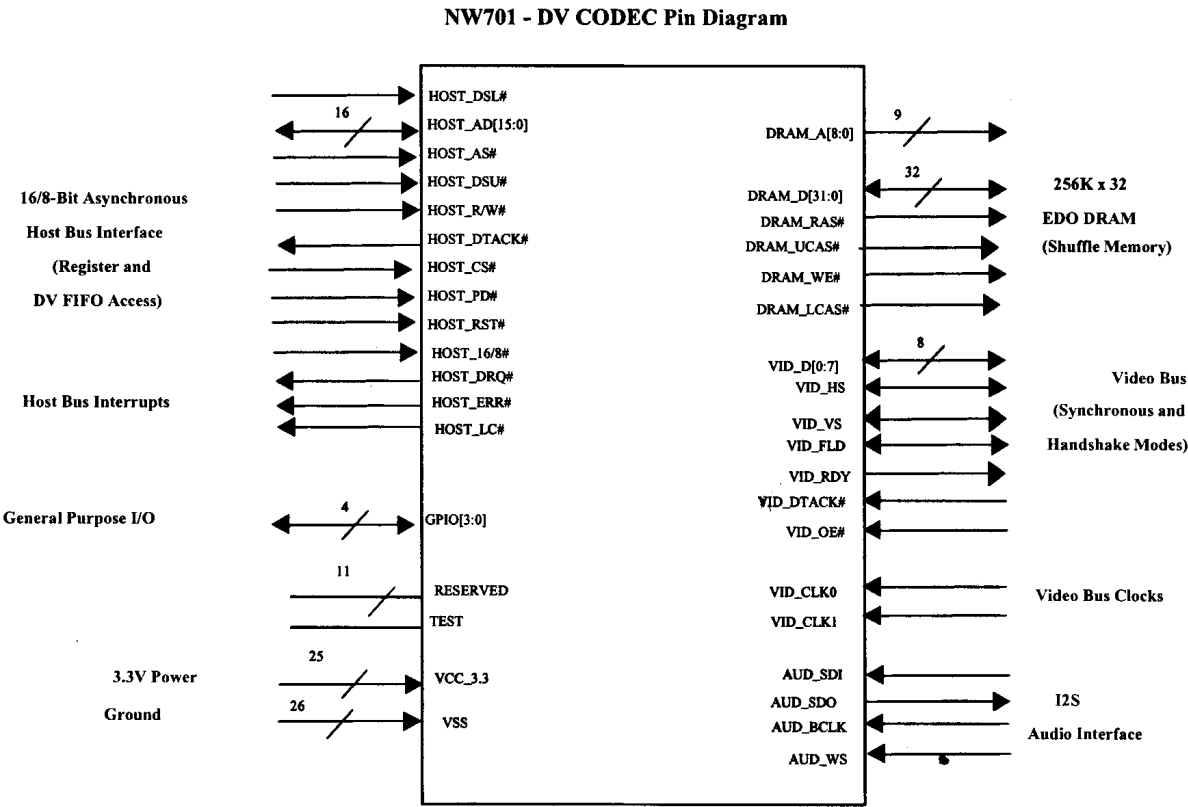 NW701 - DV CODEC Pin Diagram
16/8-Bit Asynchronous
Host Bus Interface
(Register and
DV FIFO Access)
Host Bus Interrupts
General Purpose I/O
3.3V Power
Ground
16
4
11
25
26
HOST_DSL#
HOST_AD[15:0]
HOST_AS#
HOST_DSU#
HOST_R/W#
HOST_DTACK#
HOST_CS#
HOST_PD#
HOST_RST#
HOST_16/8#
HOST_DRQ#
HOST_ERR#
HOST_LC#
GPIO[3:0]
RESERVED
TEST
VCC_3.3
VSS
DRAM_A[8:0]
DRAM_D[31:0]
DRAM_RAS#
DRAM_UCAS#
DRAM_WE#
DRAM_LCAS#
VID_D[0:7]
VID_HS
VID_VS
VID_FLD
VID_RDY
VID_DTACK#
VID_OE#
VID_CLK0
VID_CLK1
AUD_SDI
AUD_SDO
AUD_BCLK
AUD_WS
9
32
8
256K x 32
EDO DRAM
(Shuffle Memory)
Video Bus
(Synchronous and
Handshake Modes)
Video Bus Clocks
I2S
Audio Interface